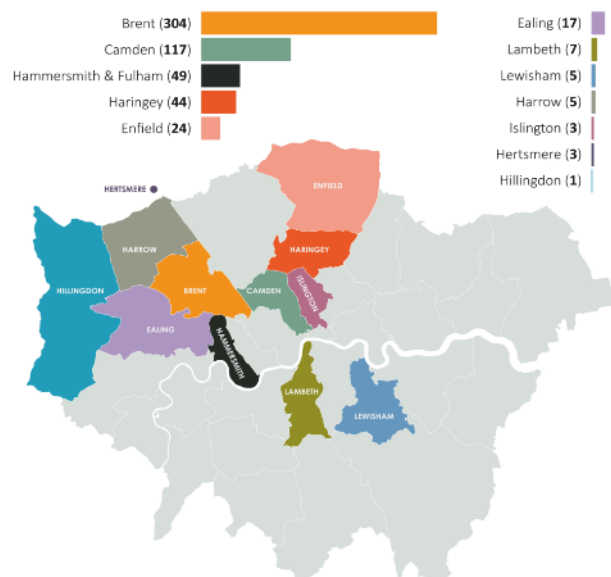 Brent (304)
Camden (117)
Hammersmith & Fulham (49)
Haringey (44)
Enfield (24)
Ealing (17)
Lambeth (7)
Lewisham (5)
Harrow (5)
Islington (3)
Hertsmere (3)
Hillingdon (1)
ENFIELD
HERTSMERE
HARROW
HARINGEY
HILLINGDON
BRENT
CAMDEN
ISLINGTON
EALING
HAMMERSMITH
LAMBETH
LEWISHAM